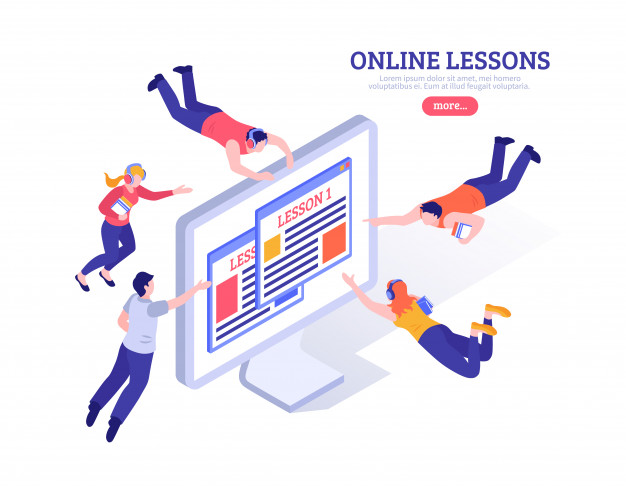 ONLINE LESSONS
Lorem ipsum dolor sit amet, mei homero
voluptatibus ei. Eum at illud feugait voluptaria.
more...
LESSON 1
LESS